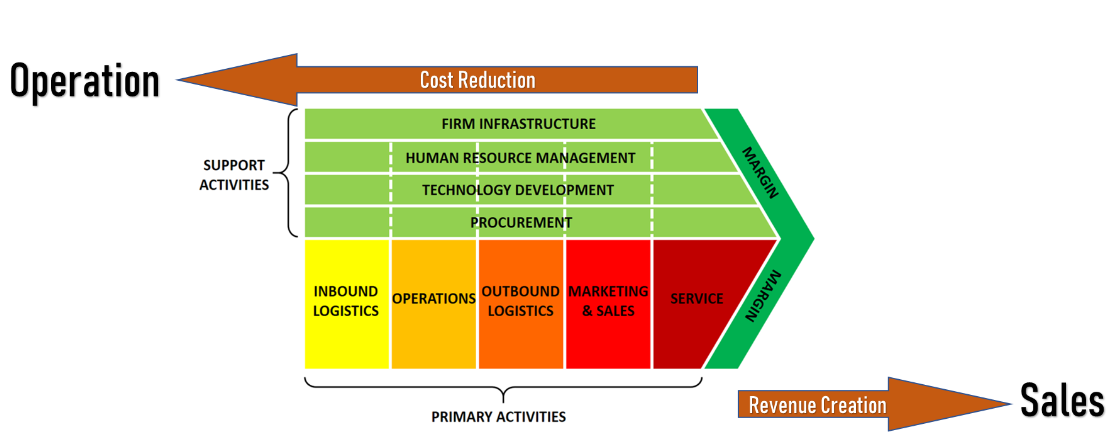 Operation
Cost Reduction
FIRM INFRASTRUCTURE
HUMAN RESOURCE MANAGEMENT
TECHNOLOGY DEVELOPMENT
PROCUREMENT
SUPPORT
ACTIVITIES
MARGIN
INBOUND
LOGISTICS
OPERATIONS
OUTBOUND
LOGISTICS
MARKETING
& SALES
SERVICE
MARGIN
PRIMARY ACTIVITIES
Revenue Creation
Sales